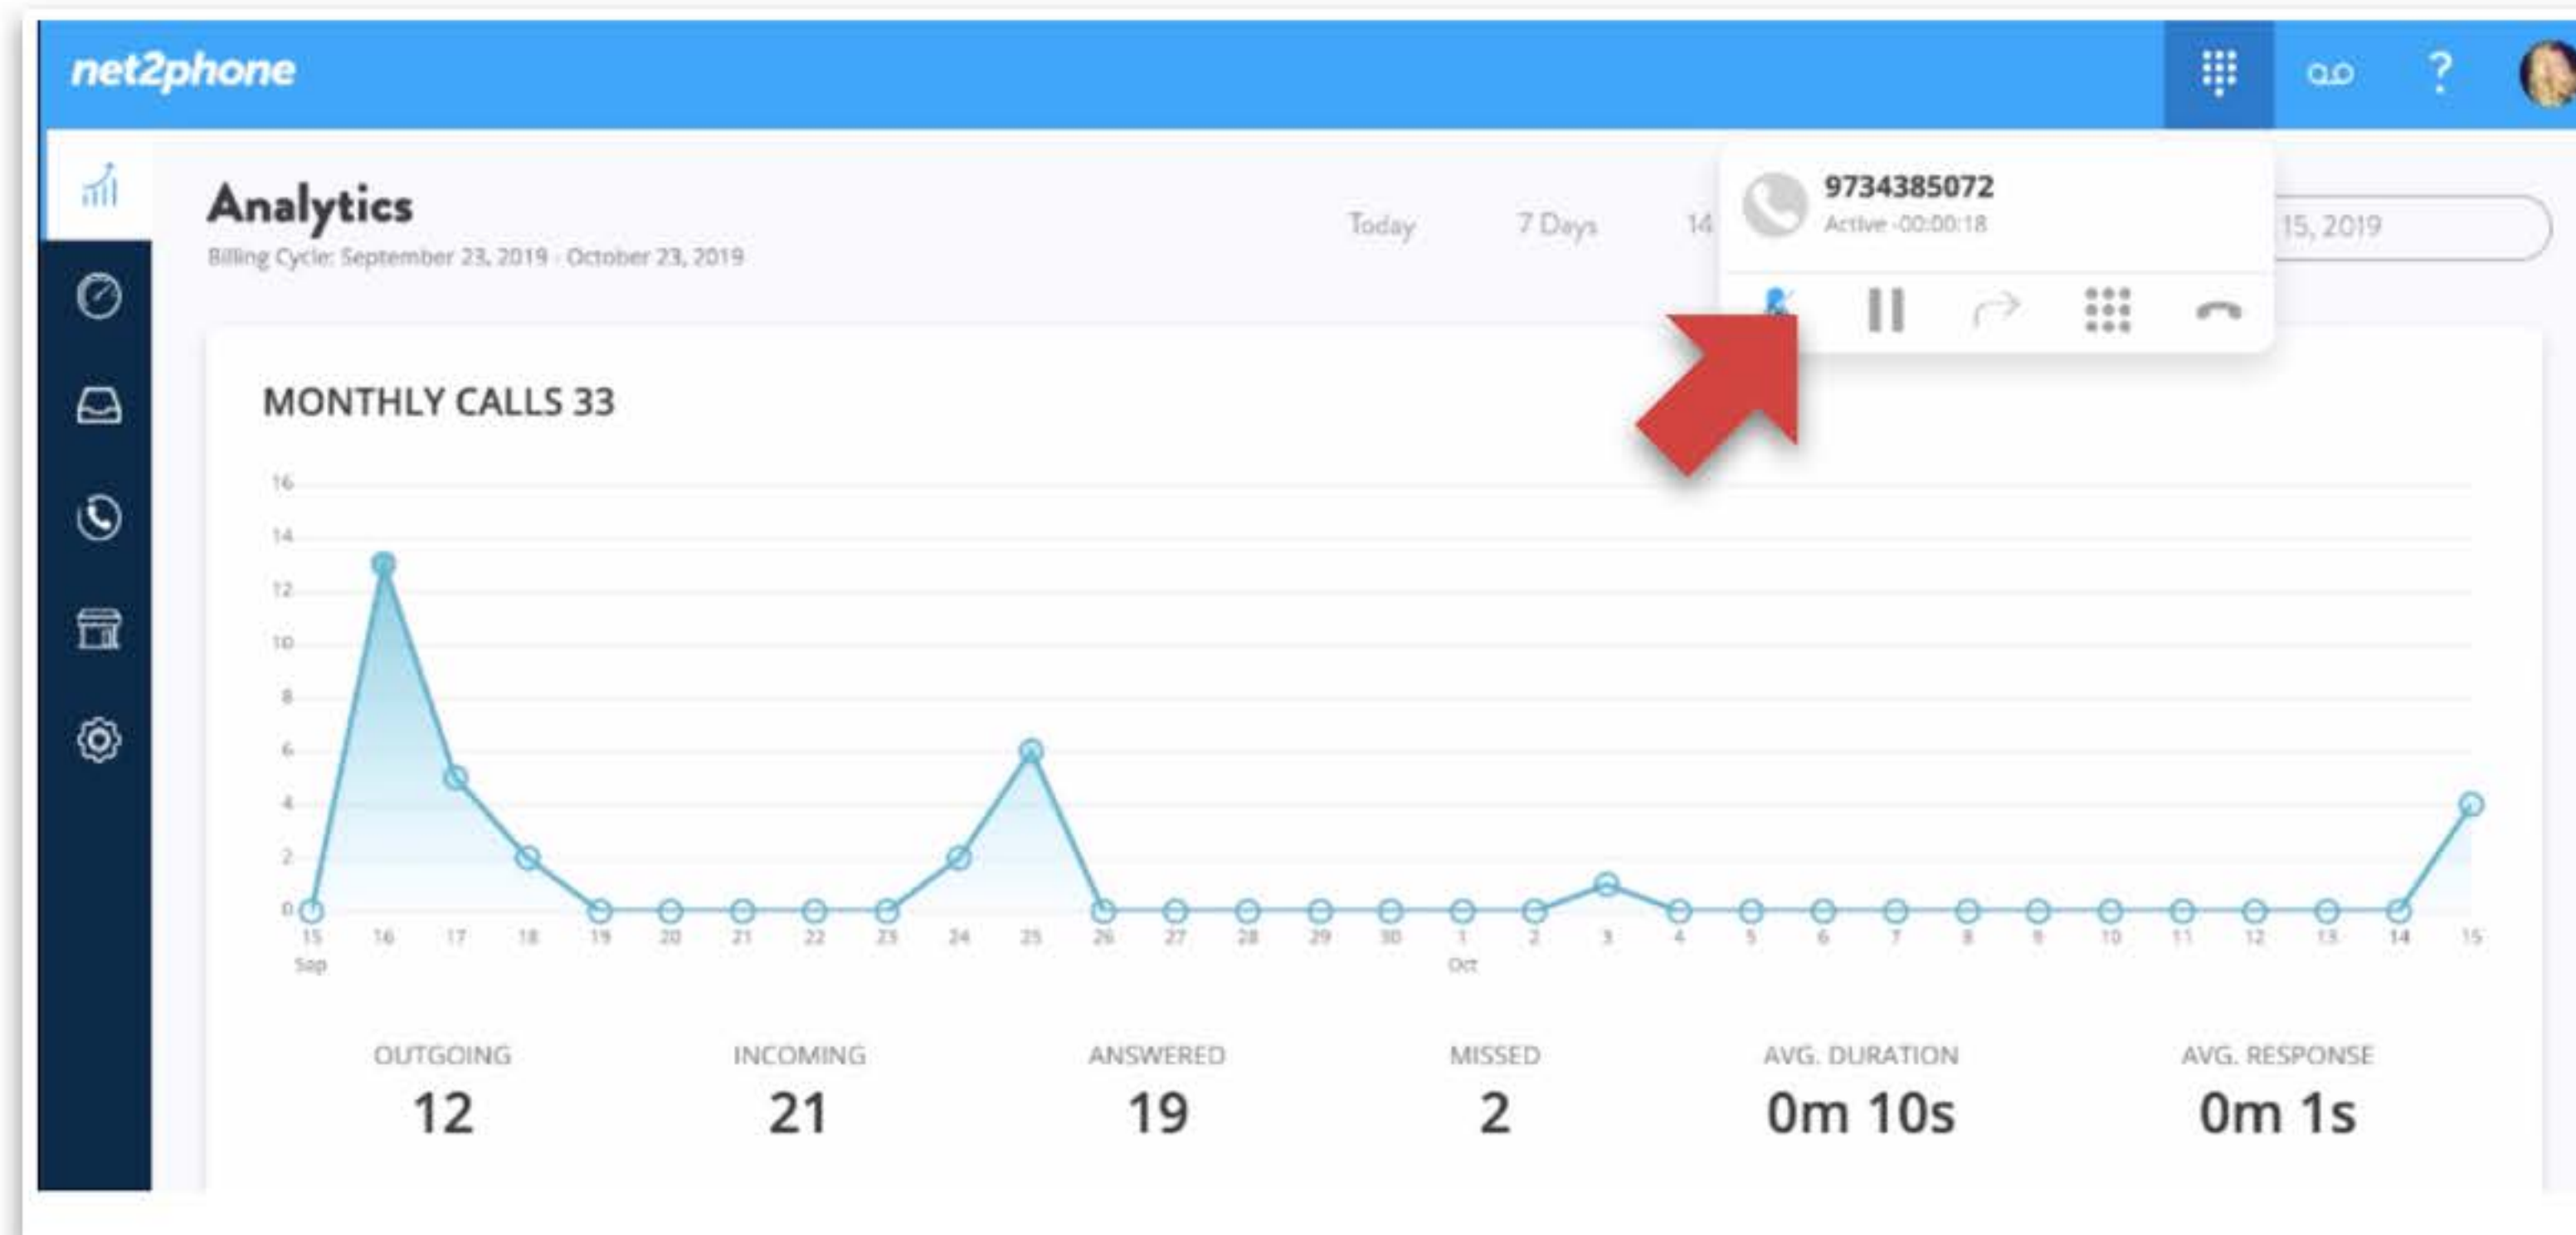 net2phone
?
Analytics
Billing Cycle: September 23, 2019 - October 23, 2019
Today 7 Days 14
9734385072
Active -00:00:18
15, 2019
MONTHLY CALLS 33
16
14
12
10
8
6
4
2
0
15 16 17 18 19 20 21 22 23 24 25 26 27 28 29 30 1 2 3 4 5 6 7 8 9 10 11 12 13 14 15
Sep Oct
OUTGOING INCOMING ANSWERED MISSED AVG. DURATION AVG. RESPONSE
12 21 19 2 0m 10s 0m 1s